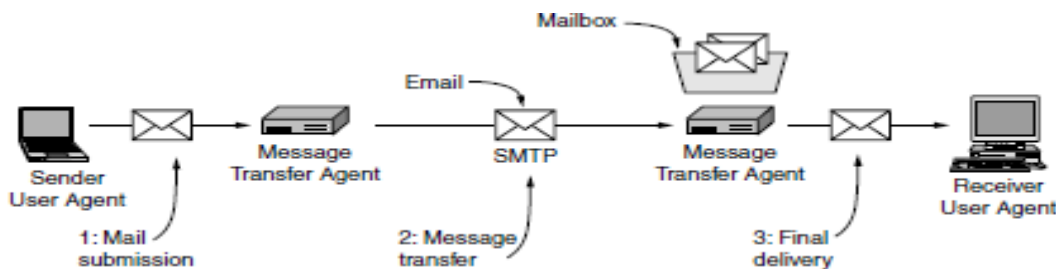 Mailbox
Email
SMTP
Sender
User Agent
Message
Transfer Agent
Message
Transfer Agent
Receiver
User Agent
1: Mail
submission
2: Message
transfer
3: Final
delivery